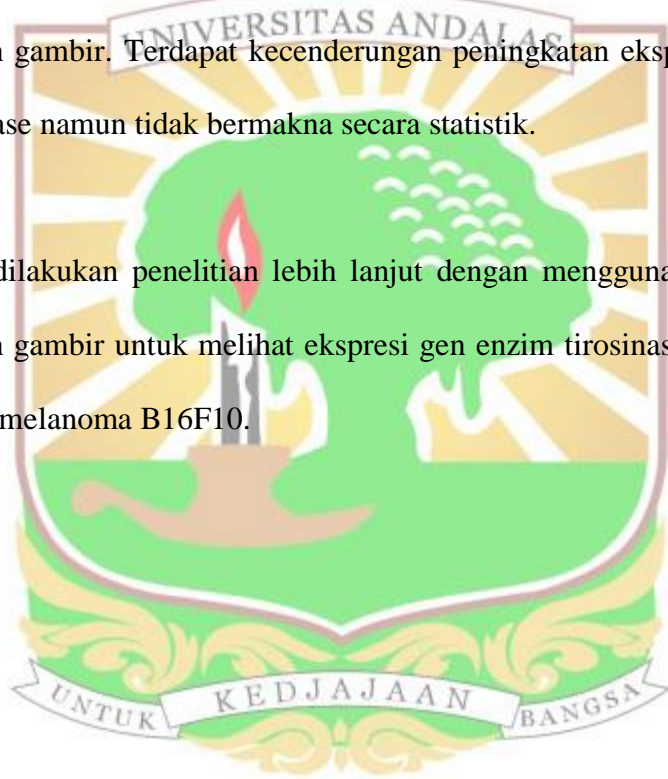 UNIVERSITAS ANDALAS
gambir. Terdapat kecenderungan peningkatan eksp
ase namun tidak bermakna secara statistik.
dilakukan penelitian lebih lanjut dengan mengguna
gambir untuk melihat ekspresi gen enzim tirosinas
melanoma B16F10.
UNTUK KEDJAJAAN BANGSA